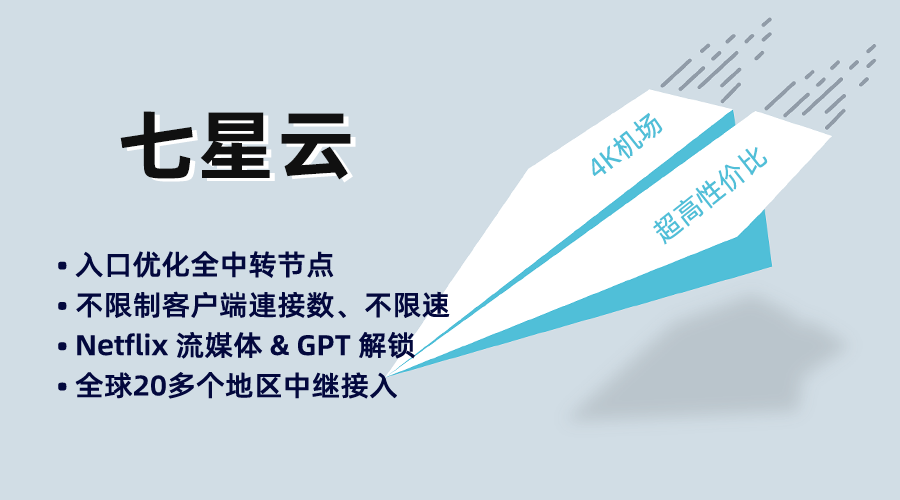 七星云
4K机场
超高性价比
• 入口优化全中转节点
• 不限制客户端連接数、不限速
• Netflix 流媒体 & GPT 解锁
• 全球20多个地区中继接入